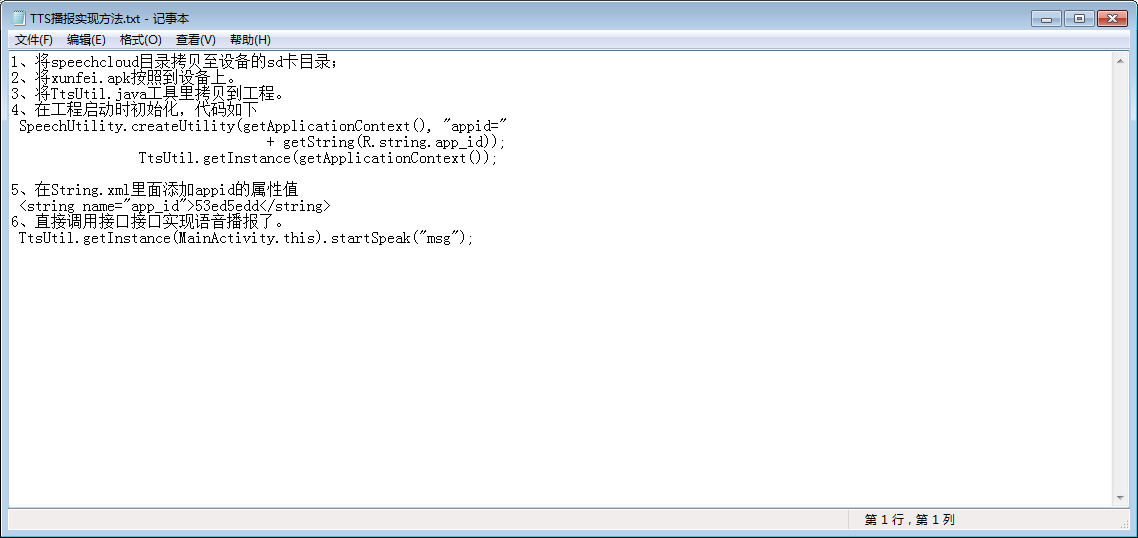 TTS播报实现方法.txt - 记事本
文件(F) 编辑(E) 格式(O) 查看(V) 帮助(H)
1、将speechcloud目录拷贝至设备的sd卡目录;
2、将xunfei.apk按照到设备上。
3、将TtsUtil.java工具里拷贝到工程。
4、在工程启动时初始化，代码如下
SpeechUtility.createUtility(getApplicationContext(), "appid="
+ getString(R.string.app_id));
TtsUtil.getInstance(getApplicationContext());
5、在String.xml里面添加appid的属性值
<string name="app_id">53ed5edd</string>
6、直接调用接口接口实现语音播报了。
TtsUtil.getInstance(MainActivity.this).startSpeak("msg");
第 1 行，第 1 列